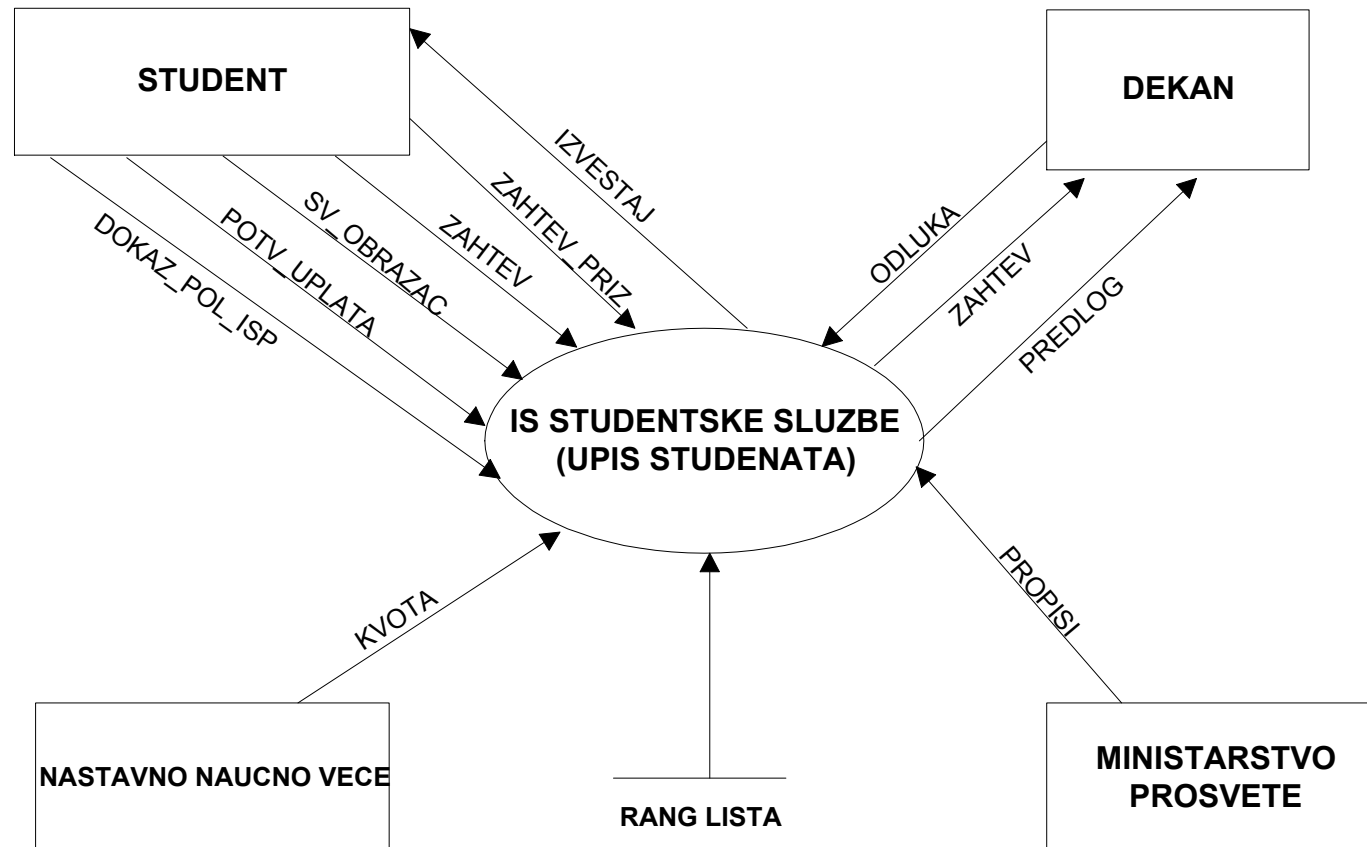 STUDENT
DEKAN
IZVESTAJ
ZAHTEV_PRIZ
ZAHTEV
SV_OBRAZAC
POTV_UPLATA
DOKAZ_POL_ISP
ODLUKA
ZAHTEV
PREDLOG
IS STUDENTSKE SLUZBE
(UPIS STUDENATA)
KVOTA
PROPISI
NASTAVNO NAUCNO VECE
RANG LISTA
MINISTARSTVO
PROSVETE